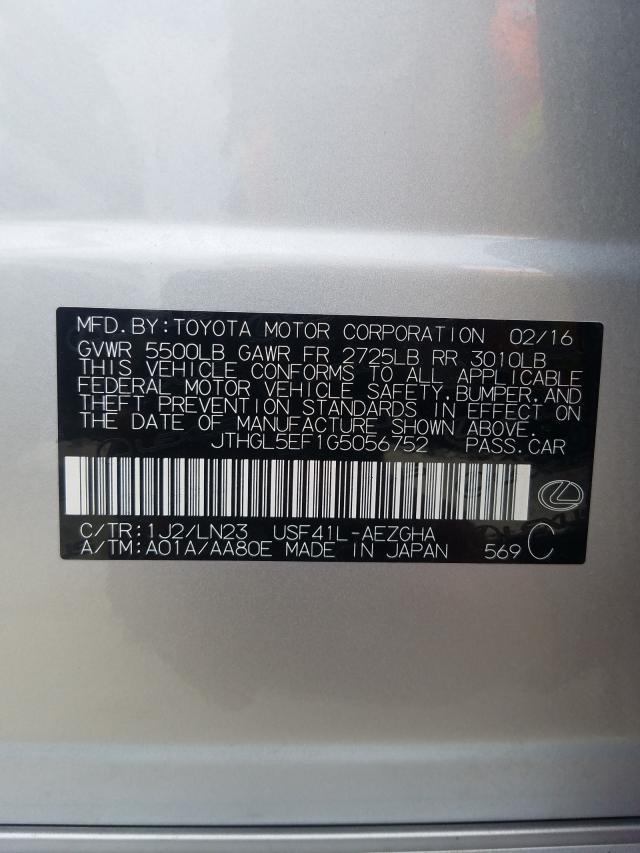 MFD.BY:TOYOTA MOTOR CORPORATION 02/16
GVWR 5500LB GAWR FR 2725LB RR 3010LB
THIS VEHICLE CONFORMS TO ALL APPLICABLE
FEDERAL MOTOR VEHICLE SAFETY,BUMPER,AND
THEFT PREVENTION STANDARDS IN EFFECT ON
THE DATE OF MANUFACTURE SHOWN ABOVE.
JTHGL5EF1G5056752 PASS.CAR
C/TR:1J2/LN23 USF41L-AEZGHA
A/TM:A01A/AA80E MADE IN JAPAN 569 C